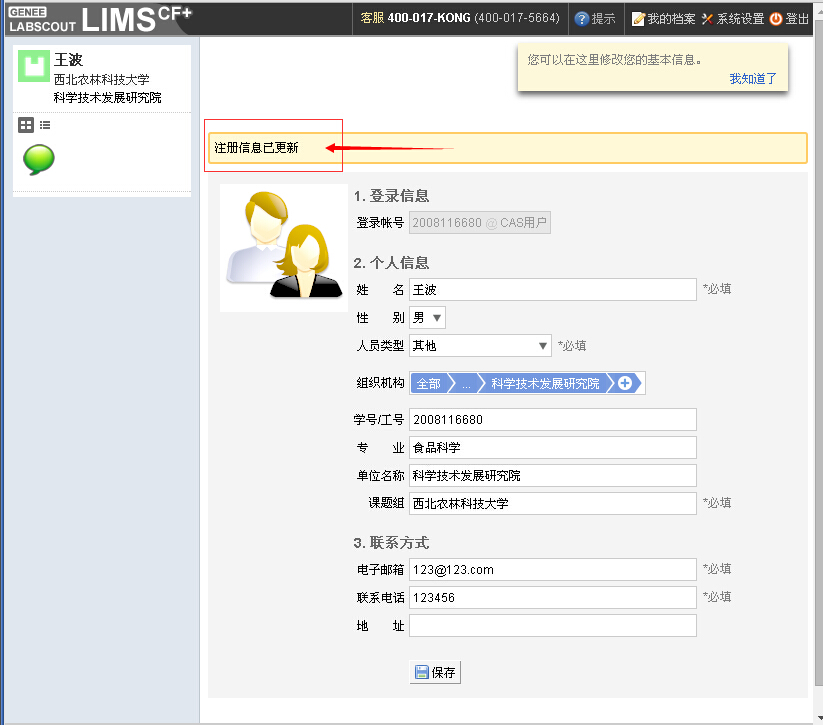 GENEE
LABSCOUT LIMS CF+
客服 400-017-KONG (400-017-5664)
提示
我的档案
系统设置
登出
王波
西北农林科技大学
科学技术发展研究院
您可以在这里修改您的基本信息。
我知道了
注册信息已更新
1. 登录信息
登录帐号 2008116680 @ CAS用户
2. 个人信息
姓 名 王波 *必填
性 别 男
人员类型 其他 *必填
组织机构 全部 ... 科学技术发展研究院
学号/工号 2008116680
专 业 食品科学
单位名称 科学技术发展研究院
课题组 西北农林科技大学 *必填
3. 联系方式
电子邮箱 123@123.com *必填
联系电话 123456 *必填
地 址
保存